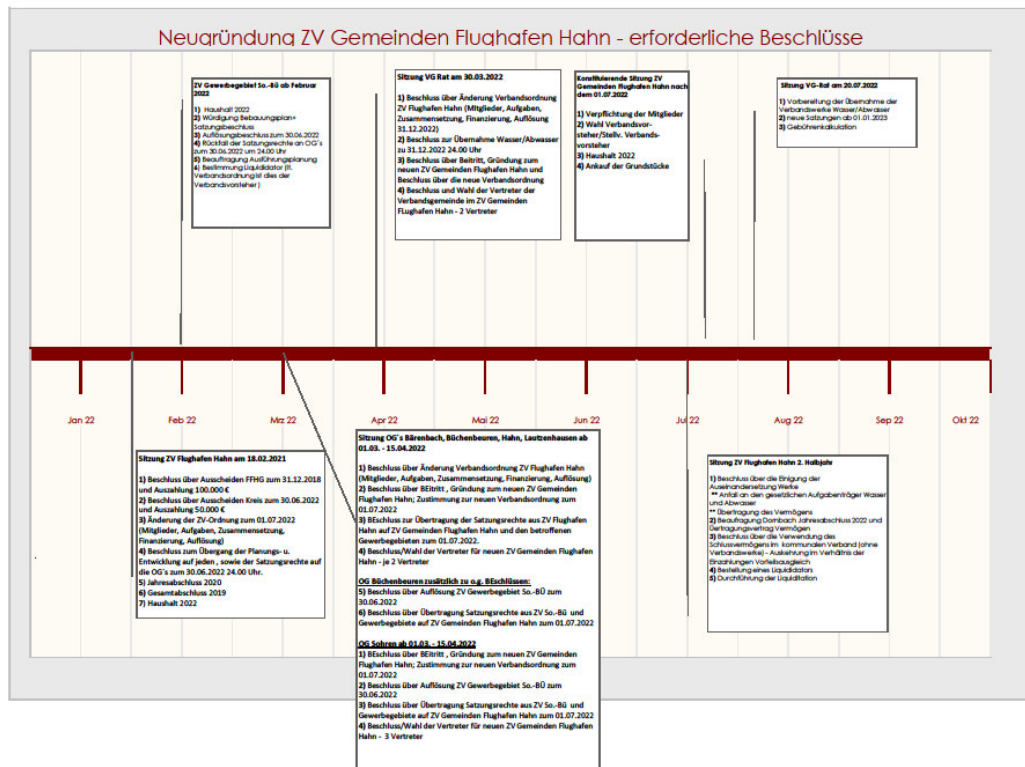 Neugründung ZV Gemeinden Flughafen Hahn - erforderliche Beschlüsse
ZV Gewerbegebiet So.-Bü ab Februar
2022
1) Haushalt 2022
2) Würdigung Bebauungplan+
Satzungsbeschluss
3) Auflösungsbeschluss zum 30.06.2022
4) Rückfall der Satzungsrechte an OG´s
zum 30.06.2022 um 24.00 Uhr
5) Beauftragung Ausführungsplanung
6) Bestimmung Liquididator
Verbandsordnung ist dies der
Verbandsvorsteher)
Sitzung VG Rat am 30.03.2022
1) Beschluss über Änderung Verbandsordnung
ZV Flughafen Hahn (Mitglieder, Aufgaben,
Zusammensetzung, Finanzierung, Auflösung
31.12.2022)
2) Beschluss zur Übernahme Wasser/Abwasser
zu 31.12.2022 24.00 Uhr
3) Beschluss über Beitritt, Gründung zum
neuen ZV Gemeinden Flughafen Hahn und
Beschluss über die neue Verbandordnung
4) Beschluss und Wahl der Vertreter der
Verbandsgemeinde im ZV Gemeinden
FLughafen Hahn - 2 Vertreter
Konstituierende Sitzung ZV
Gemeinden Flughafen Hahn nach
dem 01.07.2022
1) Verpflichtung der Mitglieder
2) Wahl Verbandsvor-
steher/Stellv. Verbands-
vorsteher
3) Haushalt 2022
4) Ankauf der Grundstücke
Sitzung VG-Rat am 20.07.2022
1) Vorbereitung der Übernahme der
Verbandswerke Wasser/Abwasser
2) neue Satzungen ab 01.01.2023
3) Gebührenkalkulation
Jan 22
Feb 22
Mrz 22
Apr 22
Mai 22
Jun 22
Jul 22
Aug 22
Sep 22
Okt 22
Sitzung ZV Flughafen Hahn am 18.02.2021
1) Beschluss über Ausscheiden FFHG zum 31.12.2018
und Auszahlung 100.000 €
2) Beschluss über Ausscheiden Kreis zum 30.06.2022
und Auszahlung 50.000 €
3) Änderung der ZV-Ordnung zum 01.07.2022
(Mitglieder, Aufgaben, Zusammensetzung,
Finanzierung, Auflösung)
4) Beschluss zum Übergang der Planungs- u.
Entwicklung auf jeden , sowie der Satzungsrechte auf
die OG´s zum 30.06.2022 24.00 Uhr.
5) Jahresabschluss 2020
6) Gesamtabschluss 2019
7) Haushalt 2022
Sitzung OG´s Bärenbach, Büchenbeuren, Hahn, Lautzenhausen ab
01.03. - 15.04.2022
1) Beschluss über Änderung Verbandsordnung ZV Flughafen Hahn
(Mitglieder, Aufgaben, Zusammensetzung, Finanzierung, Auflösung)
2) Beschluss über BEitritt , Gründung zum neuen ZV Gemeinden
Flughafen Hahn; Zustimmung zur neuen Verbandsordnung zum
01.07.2022
3) BEschluss zur Übertragung der Satzungsrechte aus ZV Flughafen
Hahn auf ZV Gemeinden Flughafen Hahn und den betroffenen
Gewerbegebieten zum 01.07.2022.
4) Beschluss/Wahl der Vertreter für neuen ZV Gemeinden Flughafen
Hahn - je 2 Vertreter
OG Büchenbeuren zusätzlich zu o.g. BEschlüssen:
5) Beschluss über Auflösung ZV Gewerbegebiet So.-Bü zum
30.06.2022
6) Beschluss über Übertragung Satzungsrechte aus ZV So.-Bü und
Gewerbegebiete auf ZV Gemeinden Flughafen Hahn zum 01.07.2022
OG Sohren ab 01.03. - 15.04.2022
1) BEschluss über BEitritt , Gründung zum neuen ZV Gemeinden
Flughafen Hahn; Zustimmung zur neuen Verbandsordnung zum
01.07.2022
2) Beschluss über Auflösung ZV Gewerbegebiet So.-BÜ zum
30.06.2022
3) Beschluss über Übertragung Satzungsrechte aus ZV So.-Bü und
Gewerbegebiete auf ZV Gemeinden Flughafen Hahn zum 01.07.2022
4) Beschluss/Wahl der Vertreter für neuen ZV Gemeinden Flughafen
Hahn - 3 Vertreter
Sitzung ZV Flughafen Hahn 2. Halbjahr
1) Beschluss über die Einigung der
Auseinandersetzung Werke
** Anfall an den gesetzlichen Aufgabenträger Wasser
und Abwasser
** Übertragung des Vermögens
2) Beauftragung Dornbach Jahresabschluss 2022 und
Übertragungsvertrag Vermögen
3) Beschluss über die Verwendung des
Schlussvermögens im kommunalen Verband (ohne
Verbandswerke) - Auskehrung im Verhältnis der
Einzahlungen Vorteilsausgleich
4) Bestellung eines Liquidators
5) Durchführung der Liquiditation